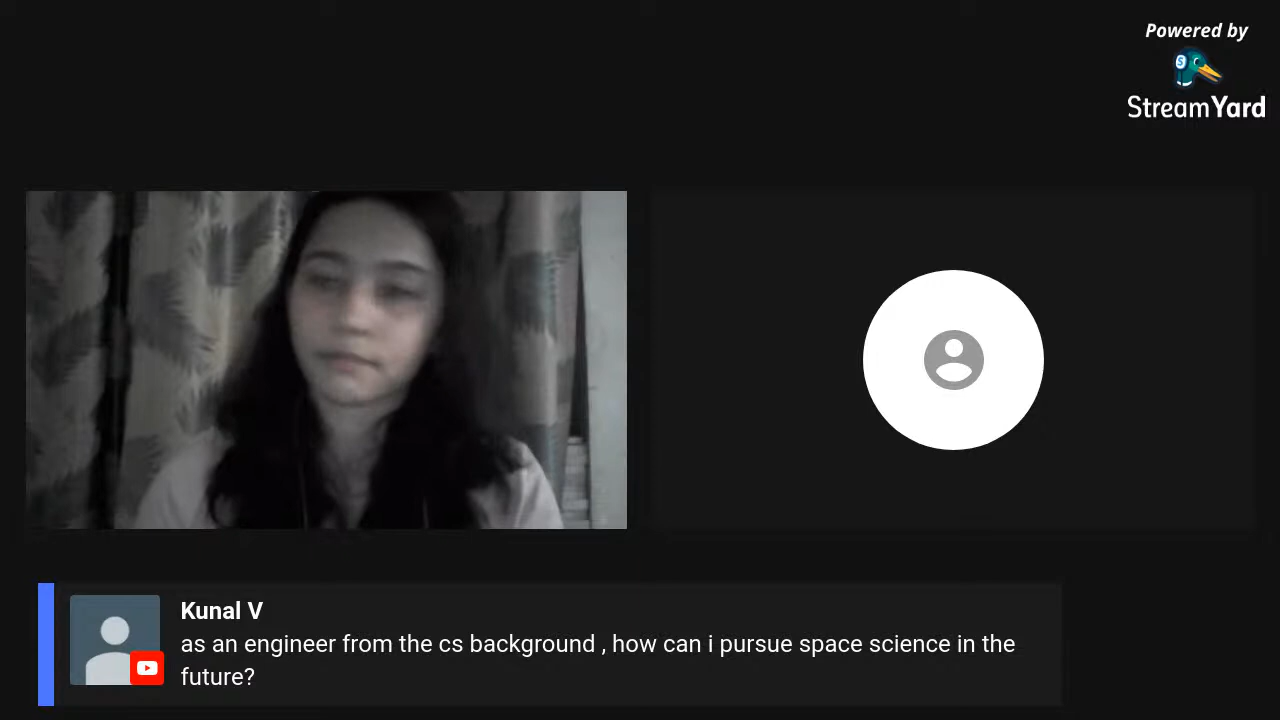 Powered by
StreamYard
Kunal V
as an engineer from the cs background , how can i pursue space science in the
future?